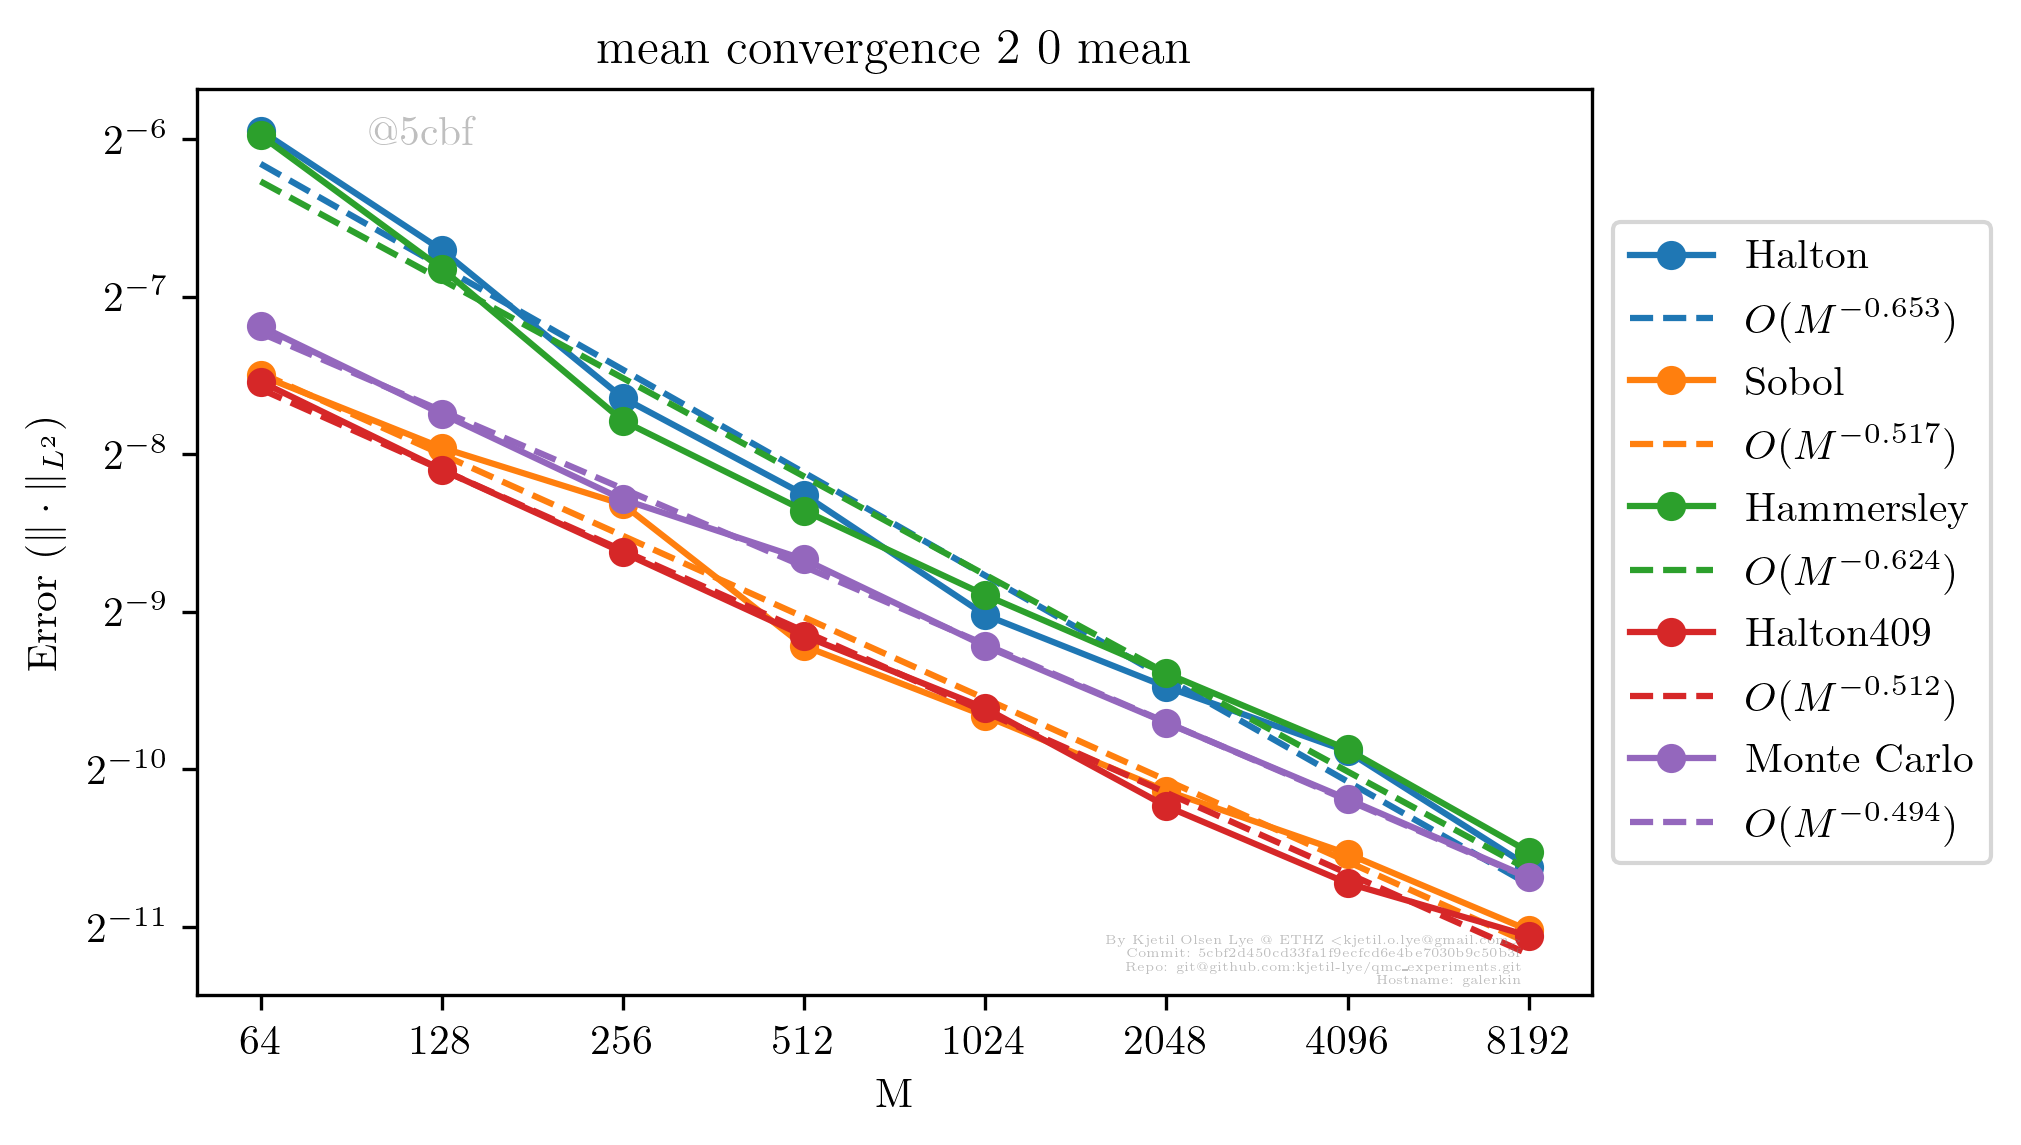 mean convergence 2 0 mean
@5cbf
2^{-6}
2^{-7}
2^{-8}
2^{-9}
2^{-10}
2^{-11}
Error (|| · ||_{L^2})
64 128 256 512 1024 2048 4096 8192
M
Halton
O(M^{-0.653})
Sobol
O(M^{-0.517})
Hammersley
O(M^{-0.624})
Halton409
O(M^{-0.512})
Monte Carlo
O(M^{-0.494})
By Kjetil Olsen Lye @ ETHZ <kjetil.o.lye@gmail.com
Commit: 5cbf2d450cd33fa1f9ecfcd6e4be7030b9c50b3f
Repo: git@github.com:kjetil-lye/qmc_experiments.git
Hostname: galerkin